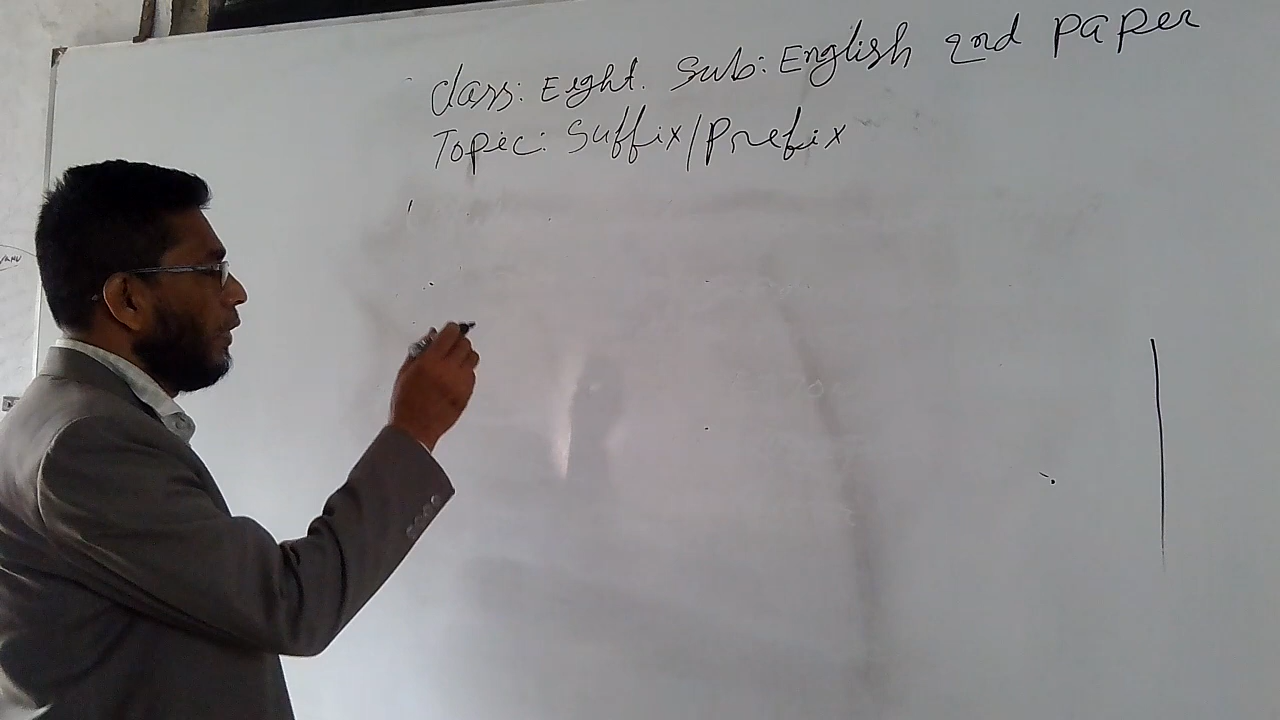 Class: Eight. Sub: English 2nd paper
Topic: Suffix/Prefix